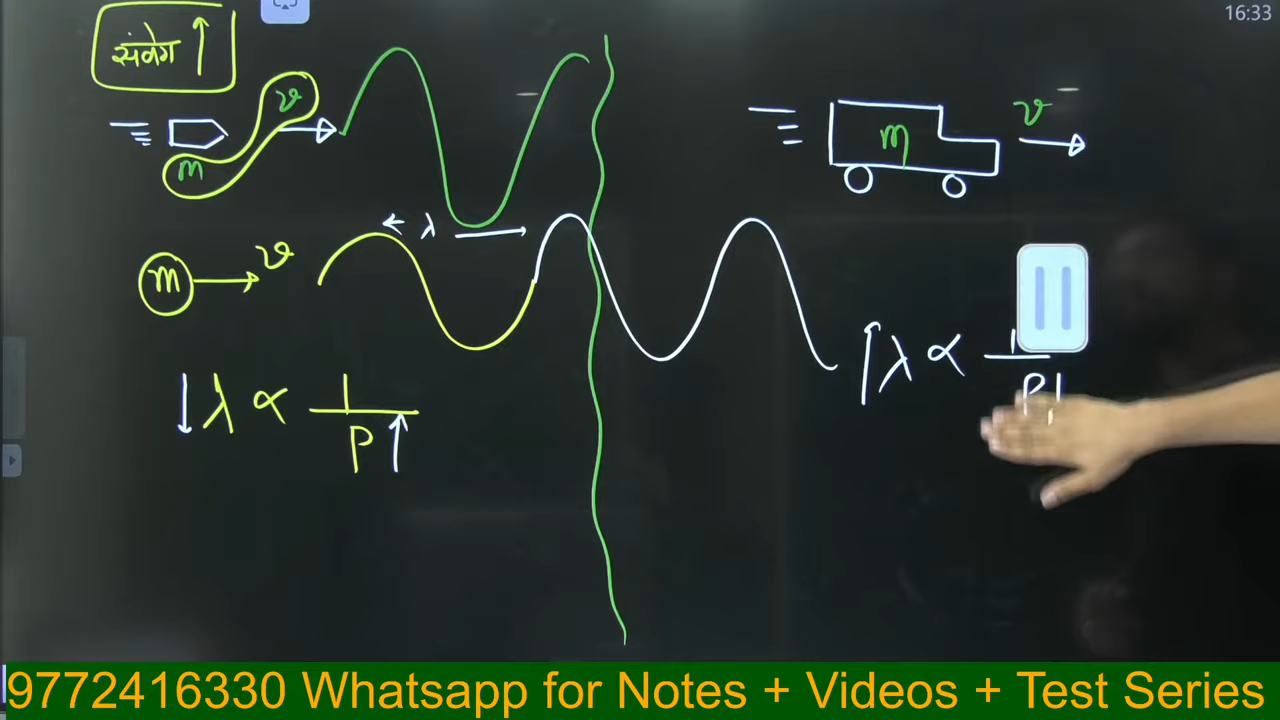 16:33
संवेग ↑
v
m
v
m
← λ →
m → v
↓ λ ∝ 1/P ↑
↑ λ ∝ 1/P ↓
9772416330 Whatsapp for Notes + Videos + Test Series